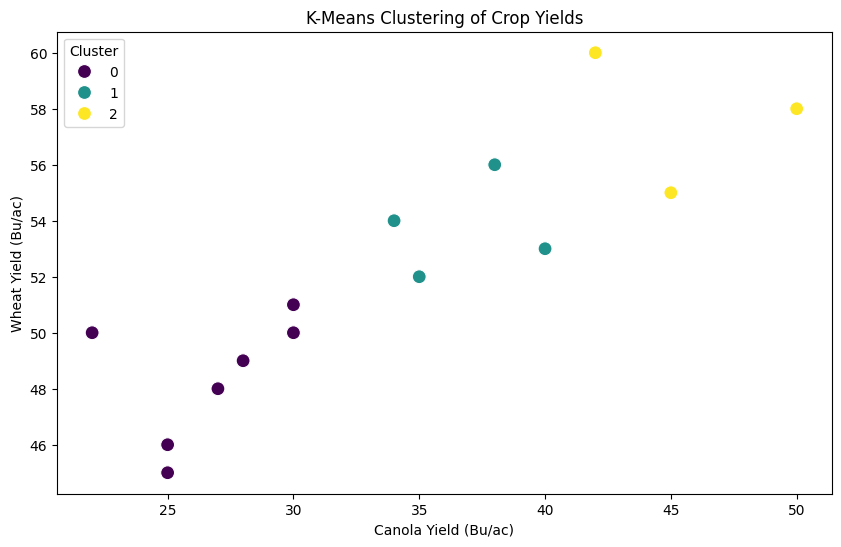 K-Means Clustering of Crop Yields
Cluster
0
1
2
Wheat Yield (Bu/ac)
60
58
56
54
52
50
48
46
25 30 35 40 45 50
Canola Yield (Bu/ac)